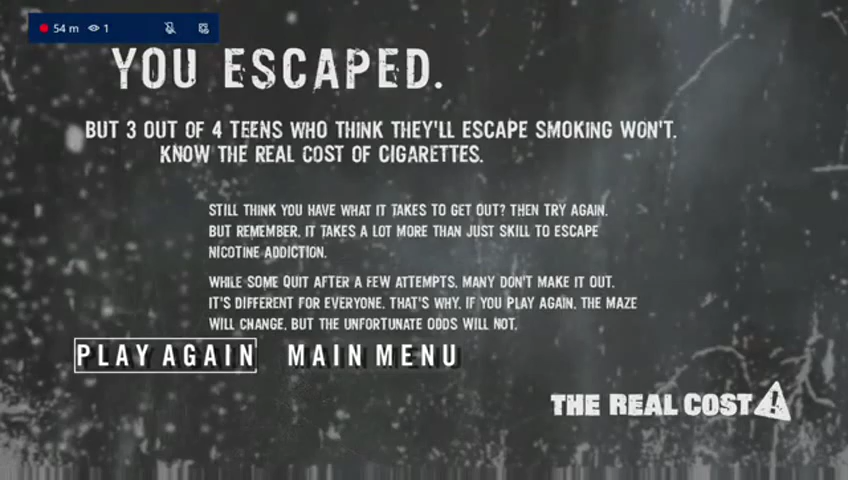 54 m 1
YOU ESCAPED.
BUT 3 OUT OF 4 TEENS WHO THINK THEY'LL ESCAPE SMOKING WON'T.
KNOW THE REAL COST OF CIGARETTES.
STILL THINK YOU HAVE WHAT IT TAKES TO GET OUT? THEN TRY AGAIN.
BUT REMEMBER, IT TAKES A LOT MORE THAN JUST SKILL TO ESCAPE
NICOTINE ADDICTION.
WHILE SOME QUIT AFTER A FEW ATTEMPTS, MANY DON'T MAKE IT OUT.
IT'S DIFFERENT FOR EVERYONE. THAT'S WHY, IF YOU PLAY AGAIN, THE MAZE
WILL CHANGE, BUT THE UNFORTUNATE ODDS WILL NOT.
PLAY AGAIN MAIN MENU
THE REAL COST